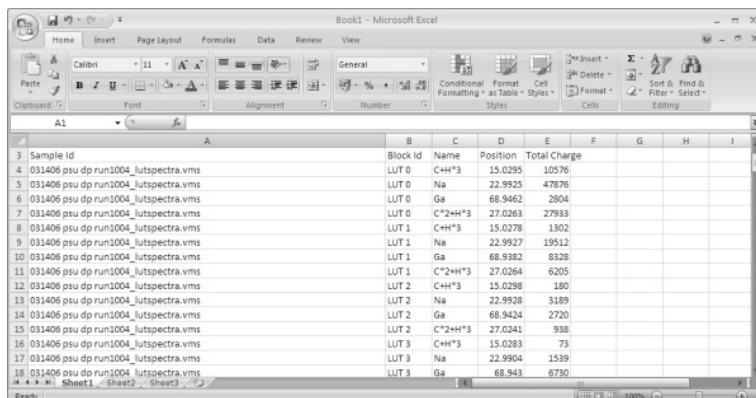 Book1 - Microsoft Excel
Home Insert Page Layout Formulas Data Review View
Calibri 11 A A General Insert Σ
Paste B I U A % , Conditional Format Cell Delete Sort & Find &
Formatting as Table Styles Format Filter Select
Clipboard Font Alignment Number Styles Cells Editing
A1 fx
A B C D E F G H I
3 Sample Id Block Id Name Position Total Charge
4 031406 psu dp run1004_lutspectra.vms LUT 0 C+H*3 15.0295 10576
5 031406 psu dp run1004_lutspectra.vms LUT 0 Na 22.9925 47876
6 031406 psu dp run1004_lutspectra.vms LUT 0 Ga 68.9462 2804
7 031406 psu dp run1004_lutspectra.vms LUT 0 C*2+H*3 27.0263 27933
8 031406 psu dp run1004_lutspectra.vms LUT 1 C+H*3 15.0278 1302
9 031406 psu dp run1004_lutspectra.vms LUT 1 Na 22.9927 19512
10 031406 psu dp run1004_lutspectra.vms LUT 1 Ga 68.9382 8328
11 031406 psu dp run1004_lutspectra.vms LUT 1 C*2+H*3 27.0264 6205
12 031406 psu dp run1004_lutspectra.vms LUT 2 C+H*3 15.0298 180
13 031406 psu dp run1004_lutspectra.vms LUT 2 Na 22.9928 3189
14 031406 psu dp run1004_lutspectra.vms LUT 2 Ga 68.9424 2720
15 031406 psu dp run1004_lutspectra.vms LUT 2 C*2+H*3 27.0241 938
16 031406 psu dp run1004_lutspectra.vms LUT 3 C+H*3 15.0283 73
17 031406 psu dp run1004_lutspectra.vms LUT 3 Na 22.9904 1539
18 031406 psu dp run1004_lutspectra.vms LUT 3 Ga 68.943 6730
Sheet1 Sheet2 Sheet3
Ready 100%